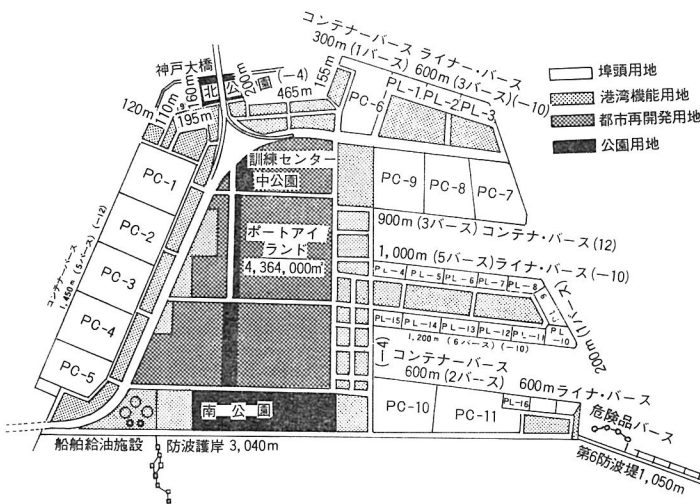 コンテナーバース ライナー・バース
300m(1バース) 600m(3バース)(−10)
神戸大橋
北公園
(−4)
200m
160m
110m
120m
195m
465m
155m
PL-1
PL-2
PL-3
PC-6
埠頭用地
港湾機能用地
都市再開発用地
公園用地
訓練センター
中公園
PC-1
PC-2
PC-3
PC-4
PC-5
コンテナーバース
1,450m(5バース)(−12)
PC-9
PC-8
PC-7
900m(3バース)コンテナ・バース(12)
ポートアイ
ランド
4,364,000㎡
1,000m(5バース)ライナ・バース(−10)
PL-4
PL-5
PL-6
PL-7
PL-8
PL-15
PL-14
PL-13
PL-12
PL-11
PL-10
1,200m(6バース)(−10)
200m(1バース)
(−4)
コンテナーバース
600m(2バース)
600mライナ・バース
PC-10
PC-11
PL-16
危険品バース
南公園
船舶給油施設
防波護岸 3,040m
第6防波堤1,050m